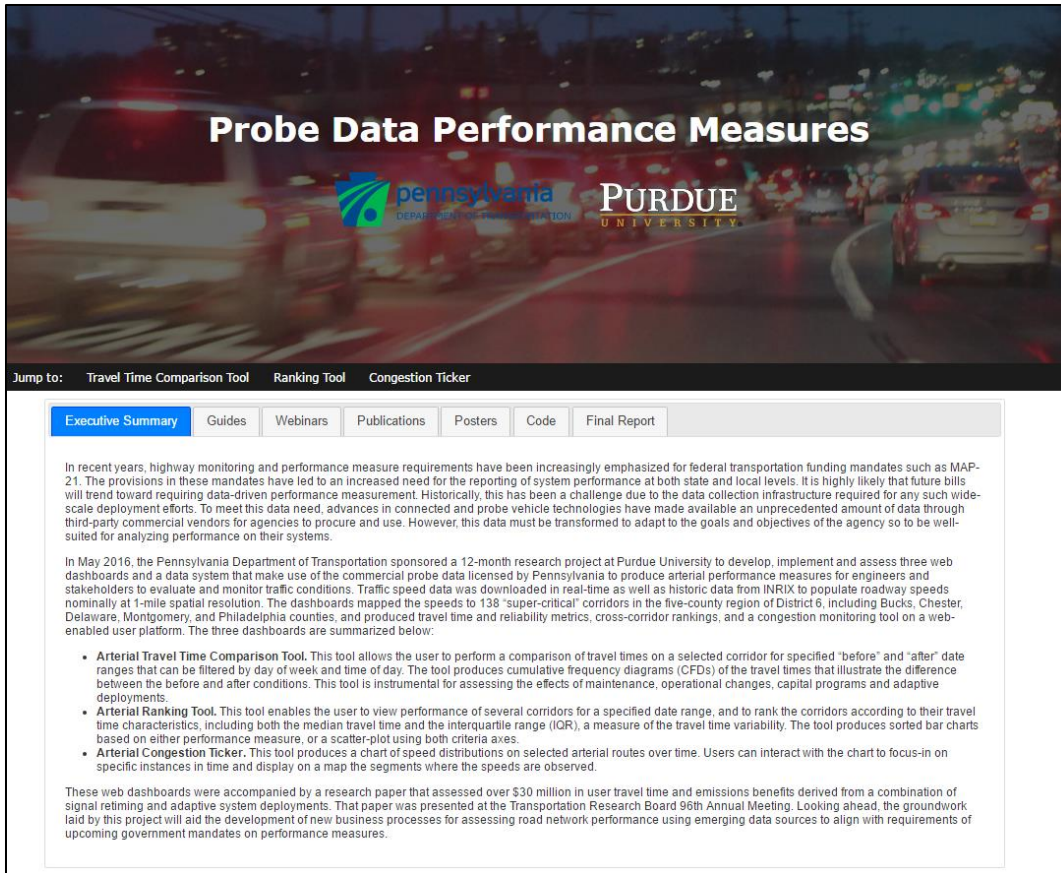 Probe Data Performance Measures
pennsylvania
DEPARTMENT OF TRANSPORTATION
PURDUE
UNIVERSITY
Jump to: Travel Time Comparison Tool Ranking Tool Congestion Ticker
Executive Summary Guides Webinars Publications Posters Code Final Report
In recent years, highway monitoring and performance measure requirements have been increasingly emphasized for federal transportation funding mandates such as MAP-
21. The provisions in these mandates have led to an increased need for the reporting of system performance at both state and local levels. It is highly likely that future bills
will trend toward requiring data-driven performance measurement. Historically, this has been a challenge due to the data collection infrastructure required for any such wide-
scale deployment efforts. To meet this data need, advances in connected and probe vehicle technologies have made available an unprecedented amount of data through
third-party commercial vendors for agencies to procure and use. However, this data must be transformed to adapt to the goals and objectives of the agency so to be well-
suited for analyzing performance on their systems.
In May 2016, the Pennsylvania Department of Transportation sponsored a 12-month research project at Purdue University to develop, implement and assess three web
dashboards and a data system that make use of the commercial probe data licensed by Pennsylvania to produce arterial performance measures for engineers and
stakeholders to evaluate and monitor traffic conditions. Traffic speed data was downloaded in real-time as well as historic data from INRIX to populate roadway speeds
nominally at 1-mile spatial resolution. The dashboards mapped the speeds to 138 "super-critical" corridors in the five-county region of District 6, including Bucks, Chester,
Delaware, Montgomery, and Philadelphia counties, and produced travel time and reliability metrics, cross-corridor rankings, and a congestion monitoring tool on a web-
enabled user platform. The three dashboards are summarized below:
• Arterial Travel Time Comparison Tool. This tool allows the user to perform a comparison of travel times on a selected corridor for specified "before" and "after" date
ranges that can be filtered by day of week and time of day. The tool produces cumulative frequency diagrams (CFDs) of the travel times that illustrate the difference
between the before and after conditions. This tool is instrumental for assessing the effects of maintenance, operational changes, capital programs and adaptive
deployments.
• Arterial Ranking Tool. This tool enables the user to view performance of several corridors for a specified date range, and to rank the corridors according to their travel
time characteristics, including both the median travel time and the interquartile range (IQR), a measure of the travel time variability. The tool produces sorted bar charts
based on either performance measure, or a scatter-plot using both criteria axes.
• Arterial Congestion Ticker. This tool produces a chart of speed distributions on selected arterial routes over time. Users can interact with the chart to focus-in on
specific instances in time and display on a map the segments where the speeds are observed.
These web dashboards were accompanied by a research paper that assessed over $30 million in user travel time and emissions benefits derived from a combination of
signal retiming and adaptive system deployments. That paper was presented at the Transportation Research Board 96th Annual Meeting. Looking ahead, the groundwork
laid by this project will aid the development of new business processes for assessing road network performance using emerging data sources to align with requirements of
upcoming government mandates on performance measures.